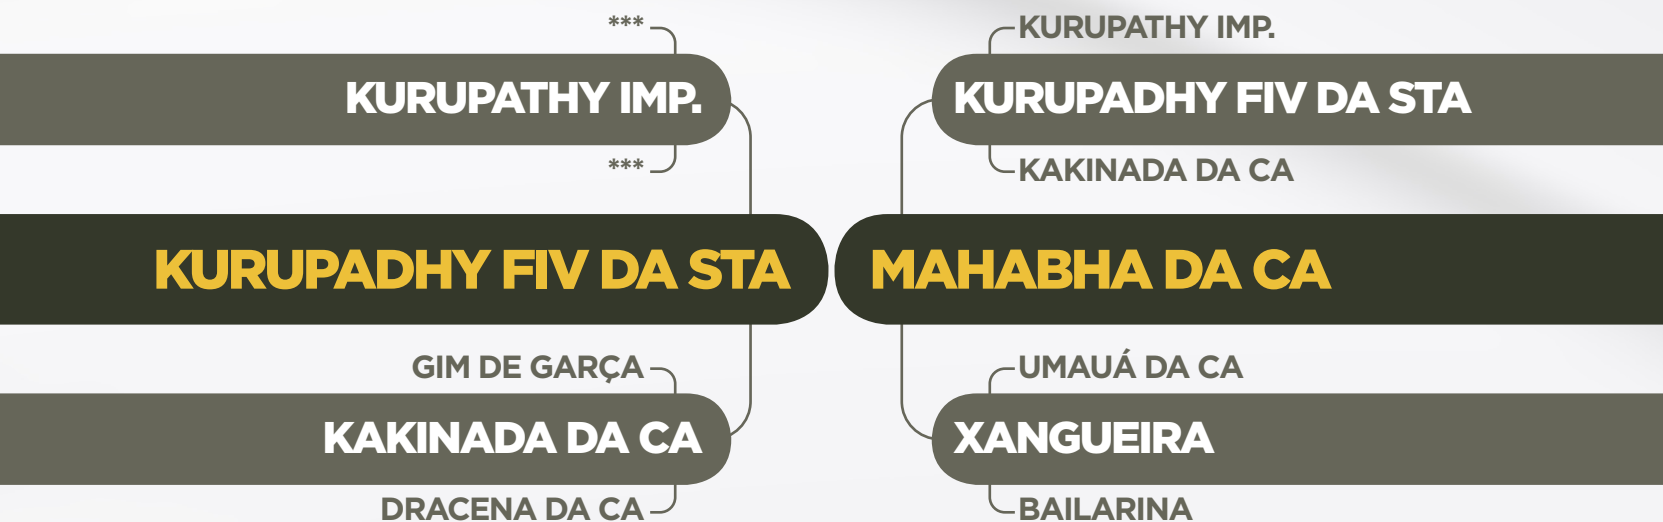 ***
KURUPATHY IMP.
***
KURUPADHY FIV DA STA
GIM DE GARÇA
KAKINADA DA CA
DRACENA DA CA
KURUPATHY IMP.
KURUPADHY FIV DA STA
KAKINADA DA CA
MAHABHA DA CA
UMAUÁ DA CA
XANGUEIRA
BAILARINA